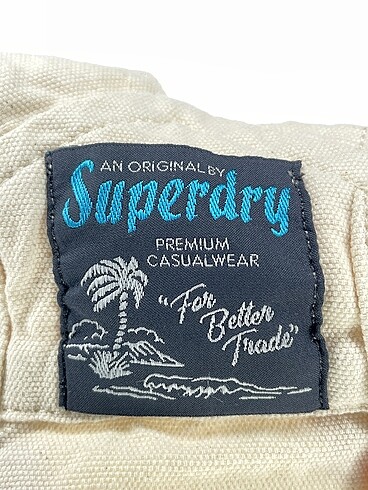 AN ORIGINAL BY
Superdry
PREMIUM
CASUALWEAR
"For
Better
Trade"